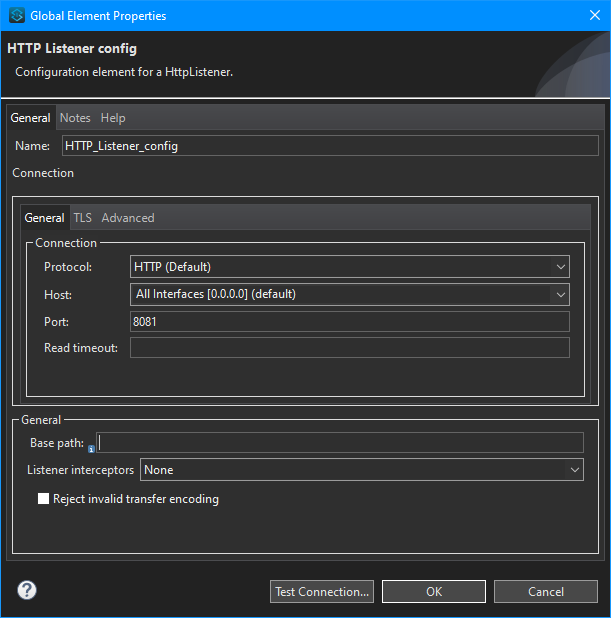 Global Element Properties
HTTP Listener config
Configuration element for a HttpListener.
General Notes Help
Name: HTTP_Listener_config
Connection
General TLS Advanced
Connection
Protocol: HTTP (Default)
Host: All Interfaces [0.0.0.0] (default)
Port: 8081
Read timeout:
General
Base path:
Listener interceptors None
Reject invalid transfer encoding
? Test Connection... OK Cancel